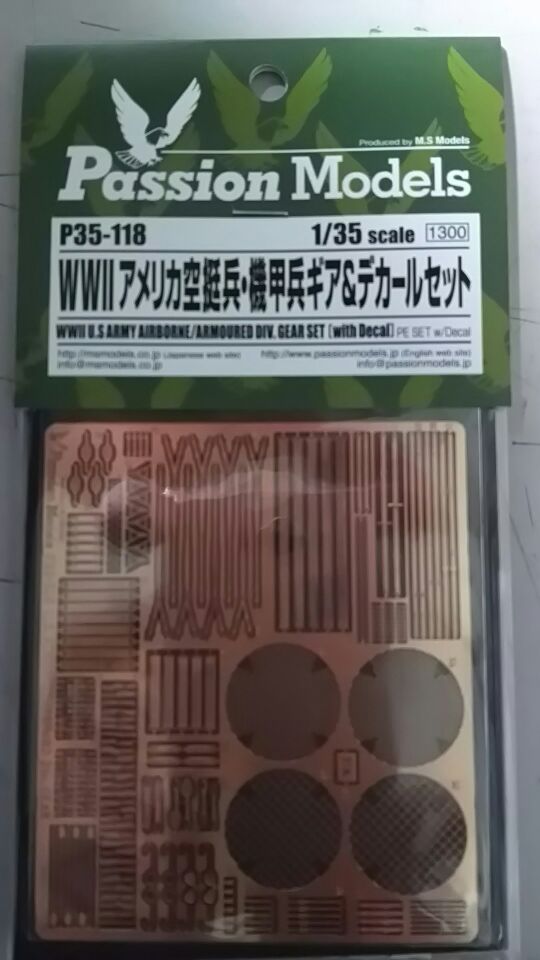 Produced by M.S Models
Passion Models
P35-118 1/35 scale 1300
WWII アメリカ空挺兵・機甲兵ギア&デカールセット
WWII U.S ARMY AIRBORNE/ARMOURED DIV. GEAR SET [with Decal] PE SET w/Decal
http://msmodels.co.jp (Japanese web site) http://www.passionmodels.jp (English web site)
info@msmodels.co.jp info@passionmodels.jp